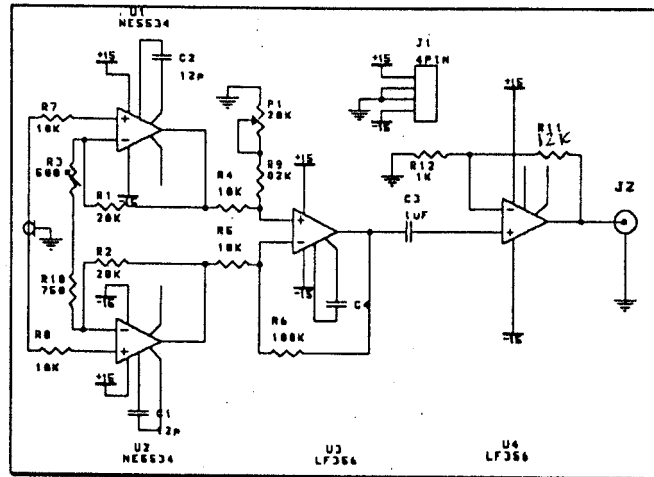 U1
NE5534
C2
12p
+15
R7
10K
R3
500
R1
20K
-15
R2
20K
R10
750
-15
R8
10K
+15
C1
12p
U2
NE5534
P1
20K
R9
82K
R4
10K
R5
10K
+15
-15
C4
R6
100K
U3
LF356
J1
4PIN
+15
-15
R12
1K
C3
1uF
+15
R11
12K
-15
J2
U4
LF356